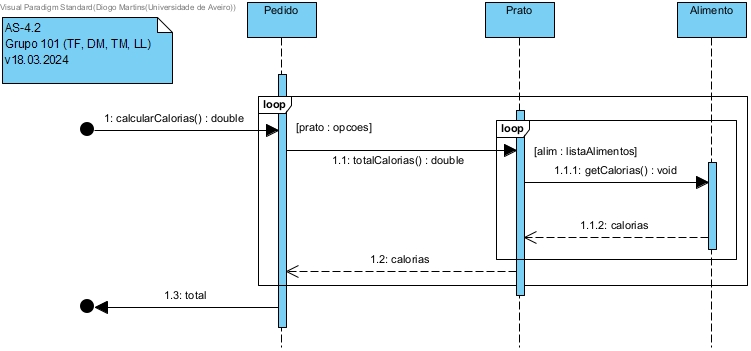 Visual Paradigm Standard(Diogo Martins(Universidade de Aveiro))
AS-4.2
Grupo 101 (TF, DM, TM, LL)
v18.03.2024
Pedido
Prato
Alimento
loop
1: calcularCalorias() : double
[prato : opcoes]
loop
1.1: totalCalorias() : double
[alim : listaAlimentos]
1.1.1: getCalorias() : void
1.1.2: calorias
1.2: calorias
1.3: total